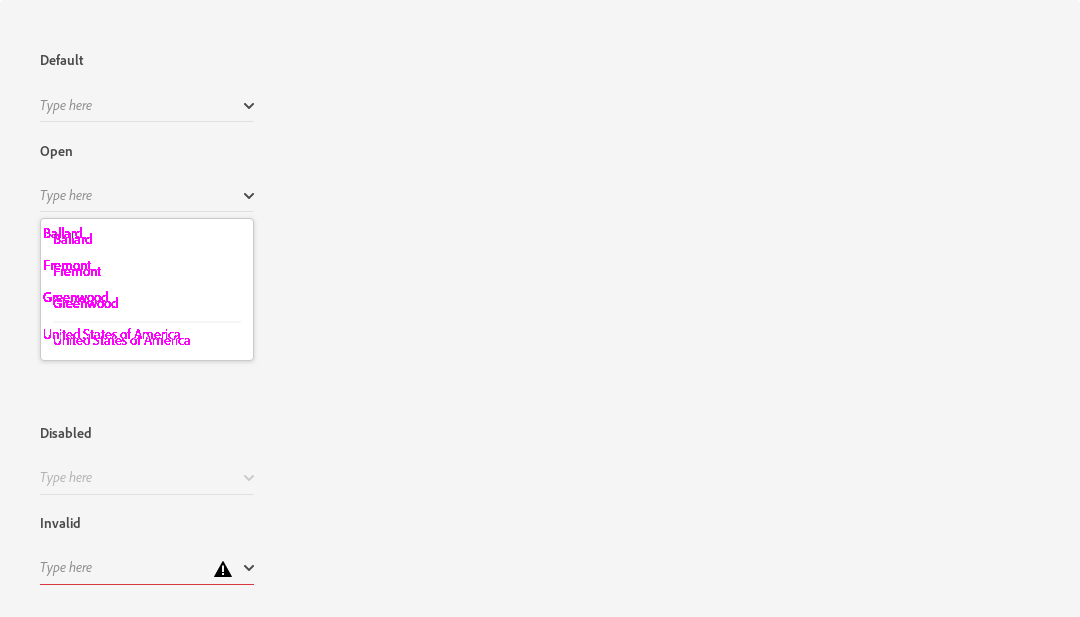 Default
Type here
Open
Type here
Ballard
Ballard
Fremont
Fremont
Greenwood
Greenwood
United States of America
United States of America
Disabled
Type here
Invalid
Type here